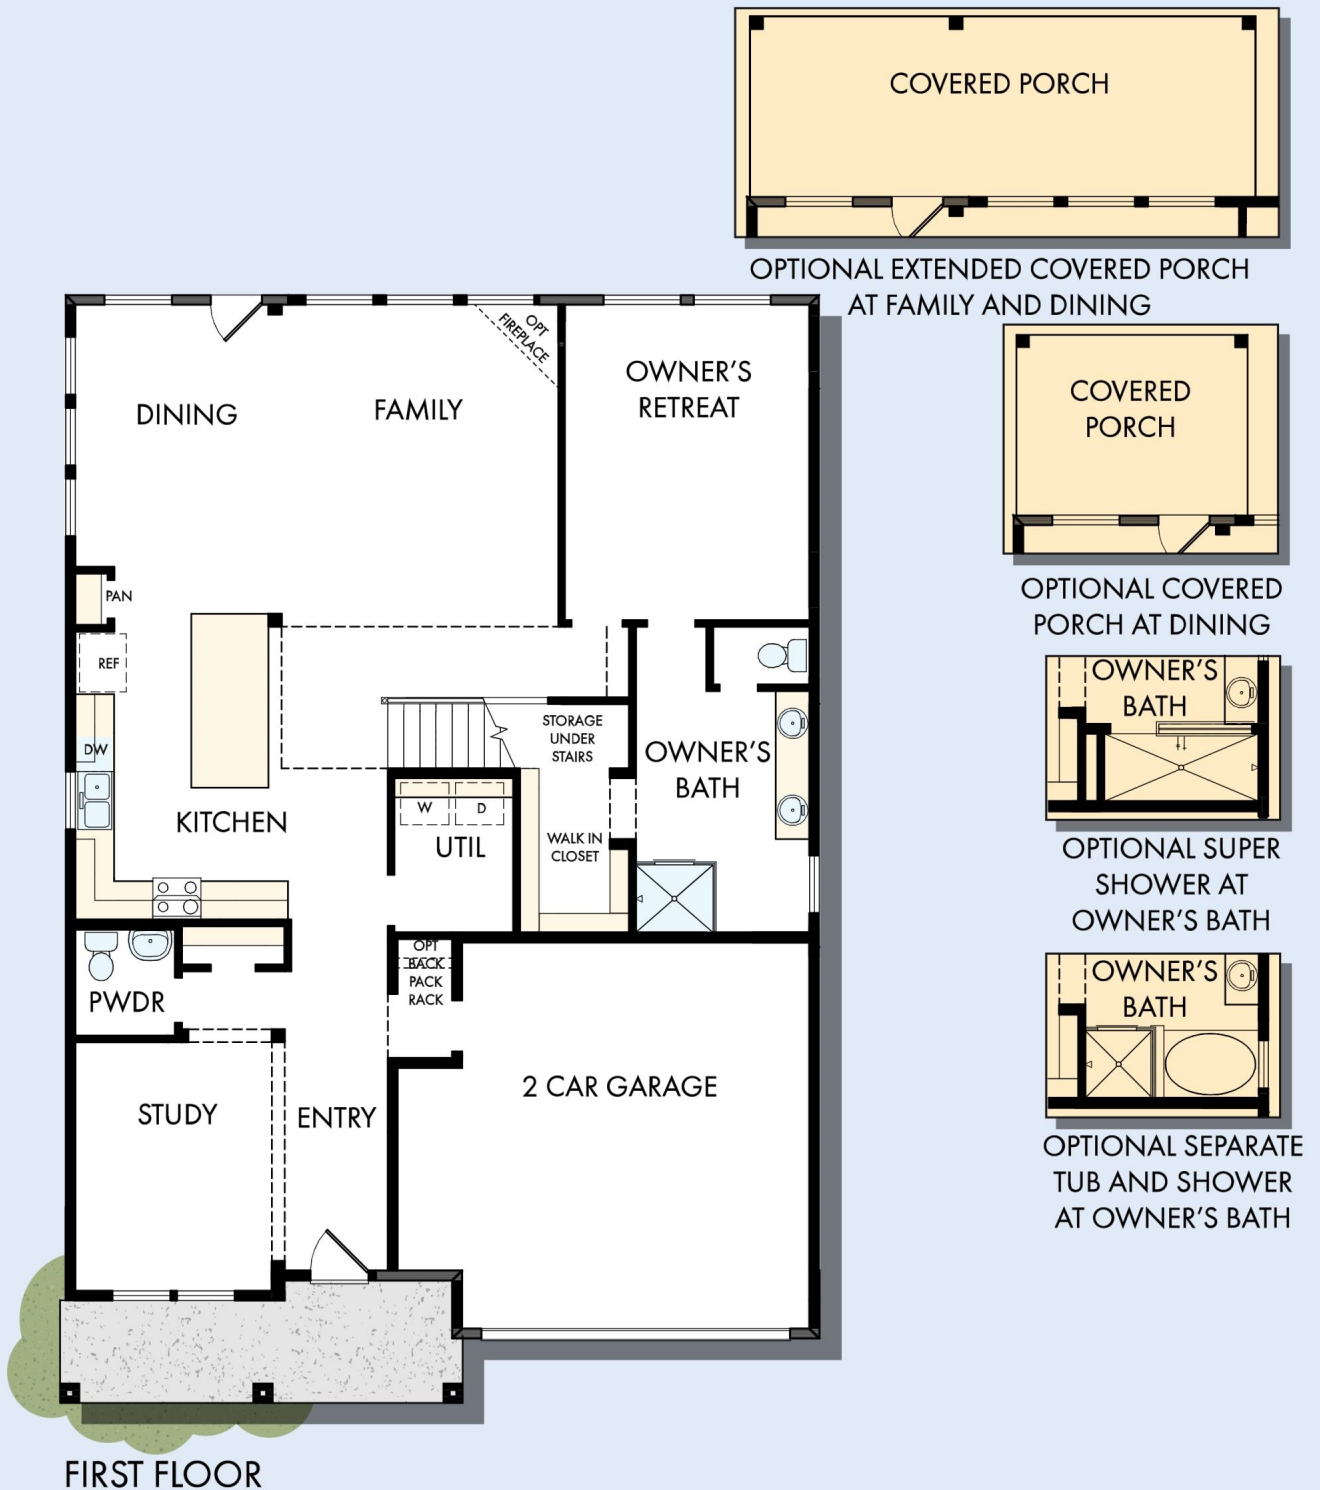 COVERED PORCH
OPTIONAL EXTENDED COVERED PORCH
AT FAMILY AND DINING
OPT
FIREPLACE
OWNER'S
RETREAT
DINING
FAMILY
COVERED
PORCH
OPTIONAL COVERED
PORCH AT DINING
PAN
REF
DW
STORAGE
UNDER
STAIRS
OWNER'S
BATH
OWNER'S
BATH
OPTIONAL SUPER
SHOWER AT
OWNER'S BATH
W
D
KITCHEN
UTIL
WALK IN
CLOSET
OPT
BACK
PACK
RACK
PWDR
OWNER'S
BATH
OPTIONAL SEPARATE
TUB AND SHOWER
AT OWNER'S BATH
STUDY
ENTRY
2 CAR GARAGE
FIRST FLOOR